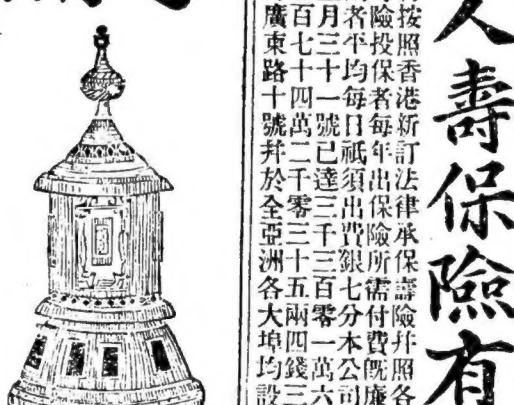 人壽保險有
按照香港新訂法律承保壽險幷照各
險投保者每年出保險所需付費旣廉
者平均每日祇須出費銀七分本公司
月三十一號已達三千三百零一萬六
百七十四萬二千零三十五兩四錢三
廣東路十號幷於全亞洲各大埠均設